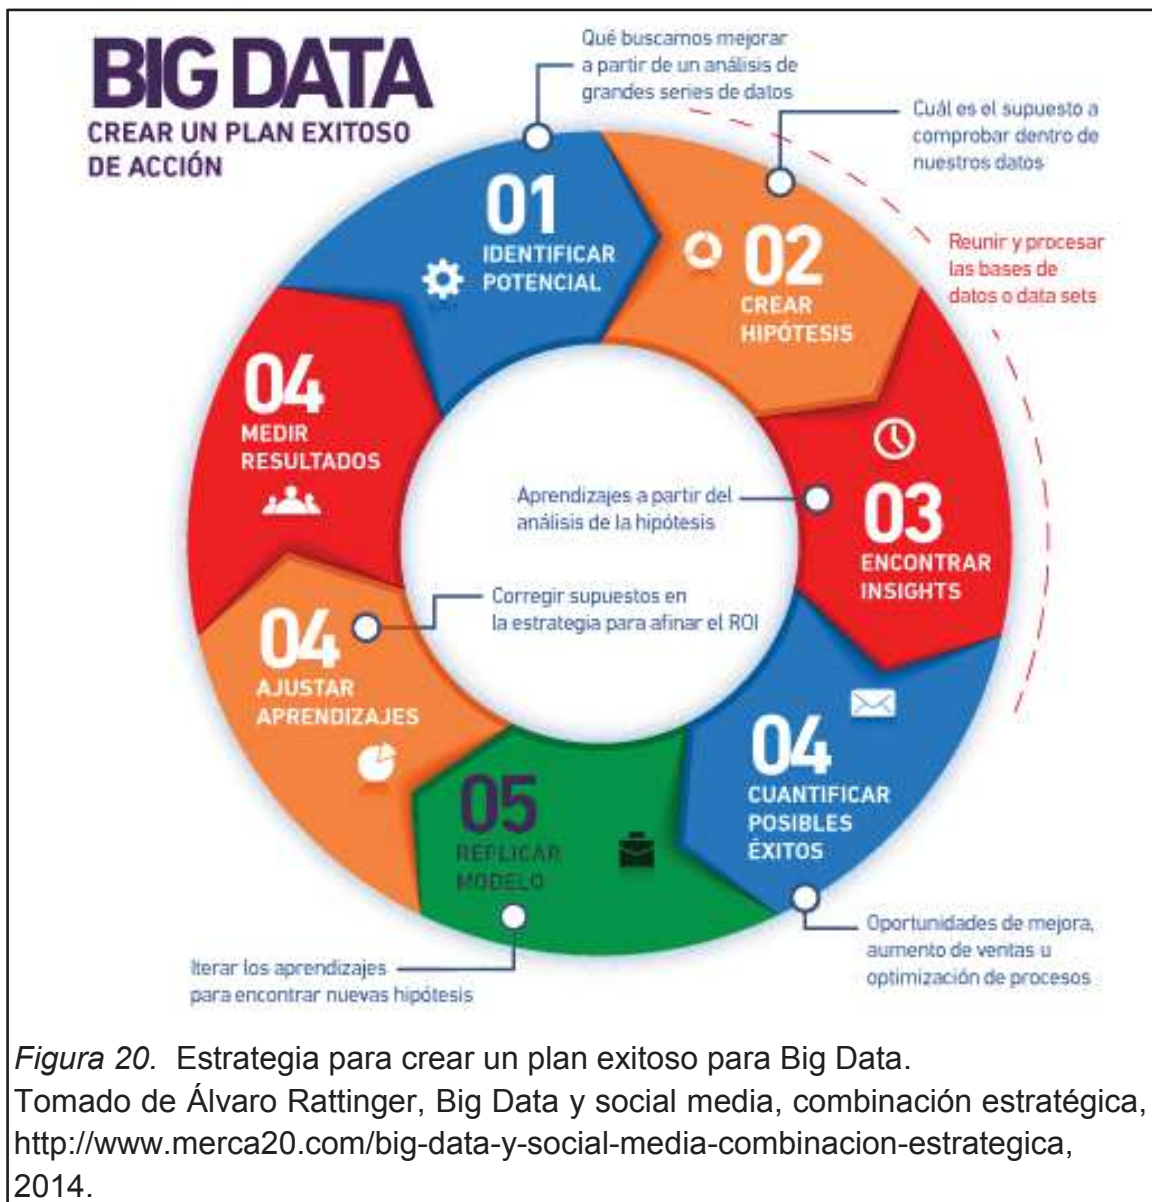 BIG DATA
CREAR UN PLAN EXITOSO
DE ACCIÓN
Qué buscamos mejorar
a partir de un análisis de
grandes series de datos
Cuál es el supuesto a
comprobar dentro de
nuestros datos
Reunir y procesar
las bases de
datos o data sets
01
IDENTIFICAR
POTENCIAL
02
CREAR
HIPÓTESIS
03
ENCONTRAR
INSIGHTS
Aprendizajes a partir del
análisis de la hipótesis
04
CUANTIFICAR
POSIBLES
ÉXITOS
Oportunidades de mejora,
aumento de ventas u
optimización de procesos
05
REPLICAR
MODELO
Iterar los aprendizajes
para encontrar nuevas hipótesis
04
AJUSTAR
APRENDIZAJES
Corregir supuestos en
la estrategia para afinar el ROI
04
MEDIR
RESULTADOS
Figura 20. Estrategia para crear un plan exitoso para Big Data.
Tomado de Álvaro Rattinger, Big Data y social media, combinación estratégica,
http://www.merca20.com/big-data-y-social-media-combinacion-estrategica,
2014.